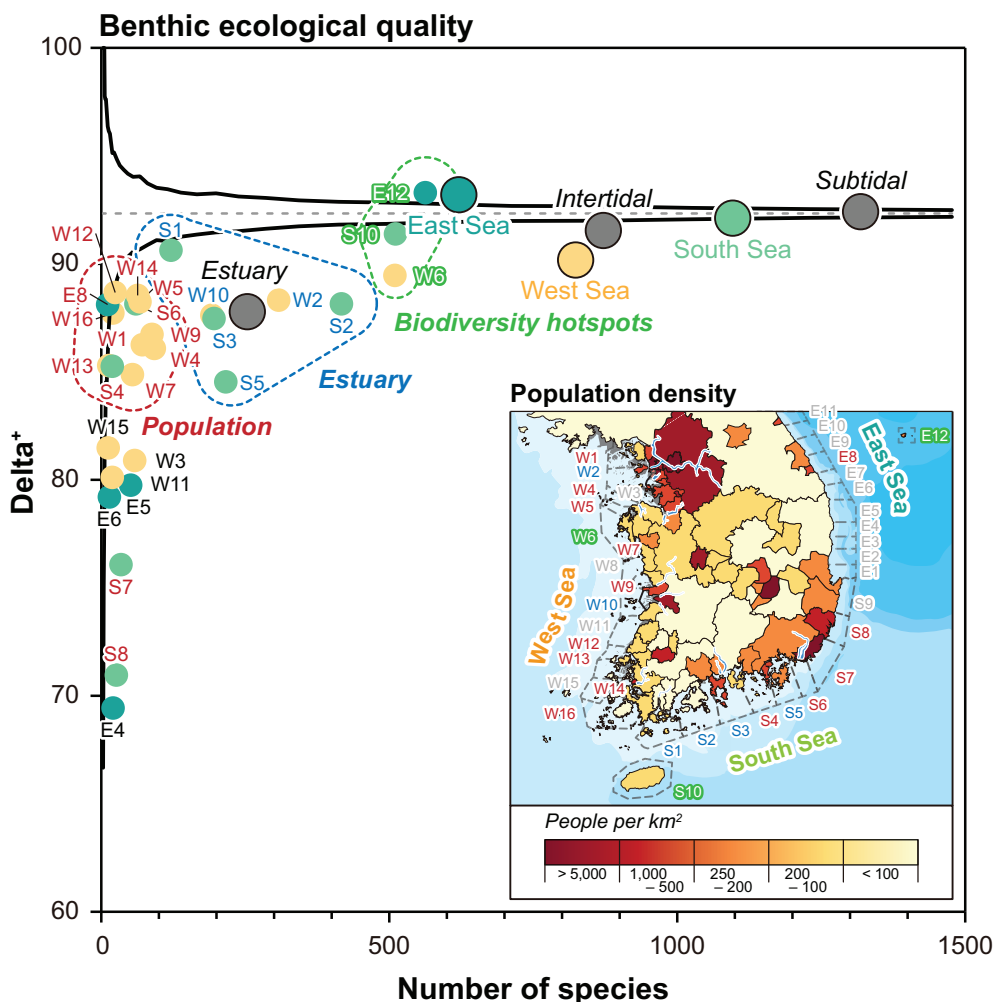 Benthic ecological quality
100
90
80
70
60
Delta+
0
500
1000
1500
Number of species
W12
S1
W14
E8
W5
W16
S6
W1
W9
W13
W4
S4
W7
Population
W15
W3
W11
E6
E5
S7
S8
E4
Estuary
W10
W2
S3
S2
S5
Estuary
E12
S10
W6
East Sea
Biodiversity hotspots
Intertidal
West Sea
South Sea
Subtidal
Population density
E11
E10
E9
E8
E7
E6
E5
E4
E3
E2
E1
E12
East Sea
W1
W2
W4
W3
W5
W6
W7
W8
W9
W10
W11
W12
W13
W15
W14
W16
West Sea
S9
S8
S7
S6
S5
S4
S3
S2
S1
South Sea
S10
People per km²
> 5,000
1,000
– 500
250
– 200
200
– 100
< 100